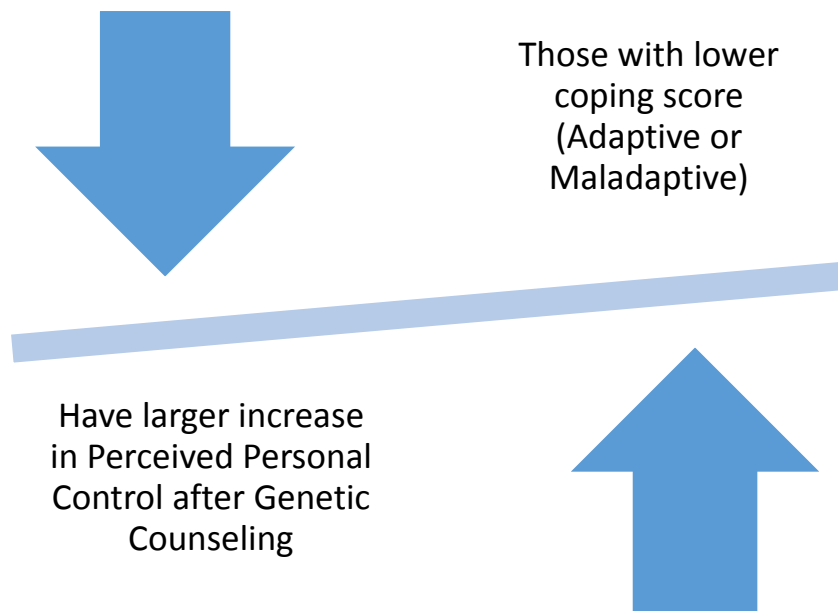 Those with lower
coping score
(Adaptive or
Maladaptive)
Have larger increase
in Perceived Personal
Control after Genetic
Counseling